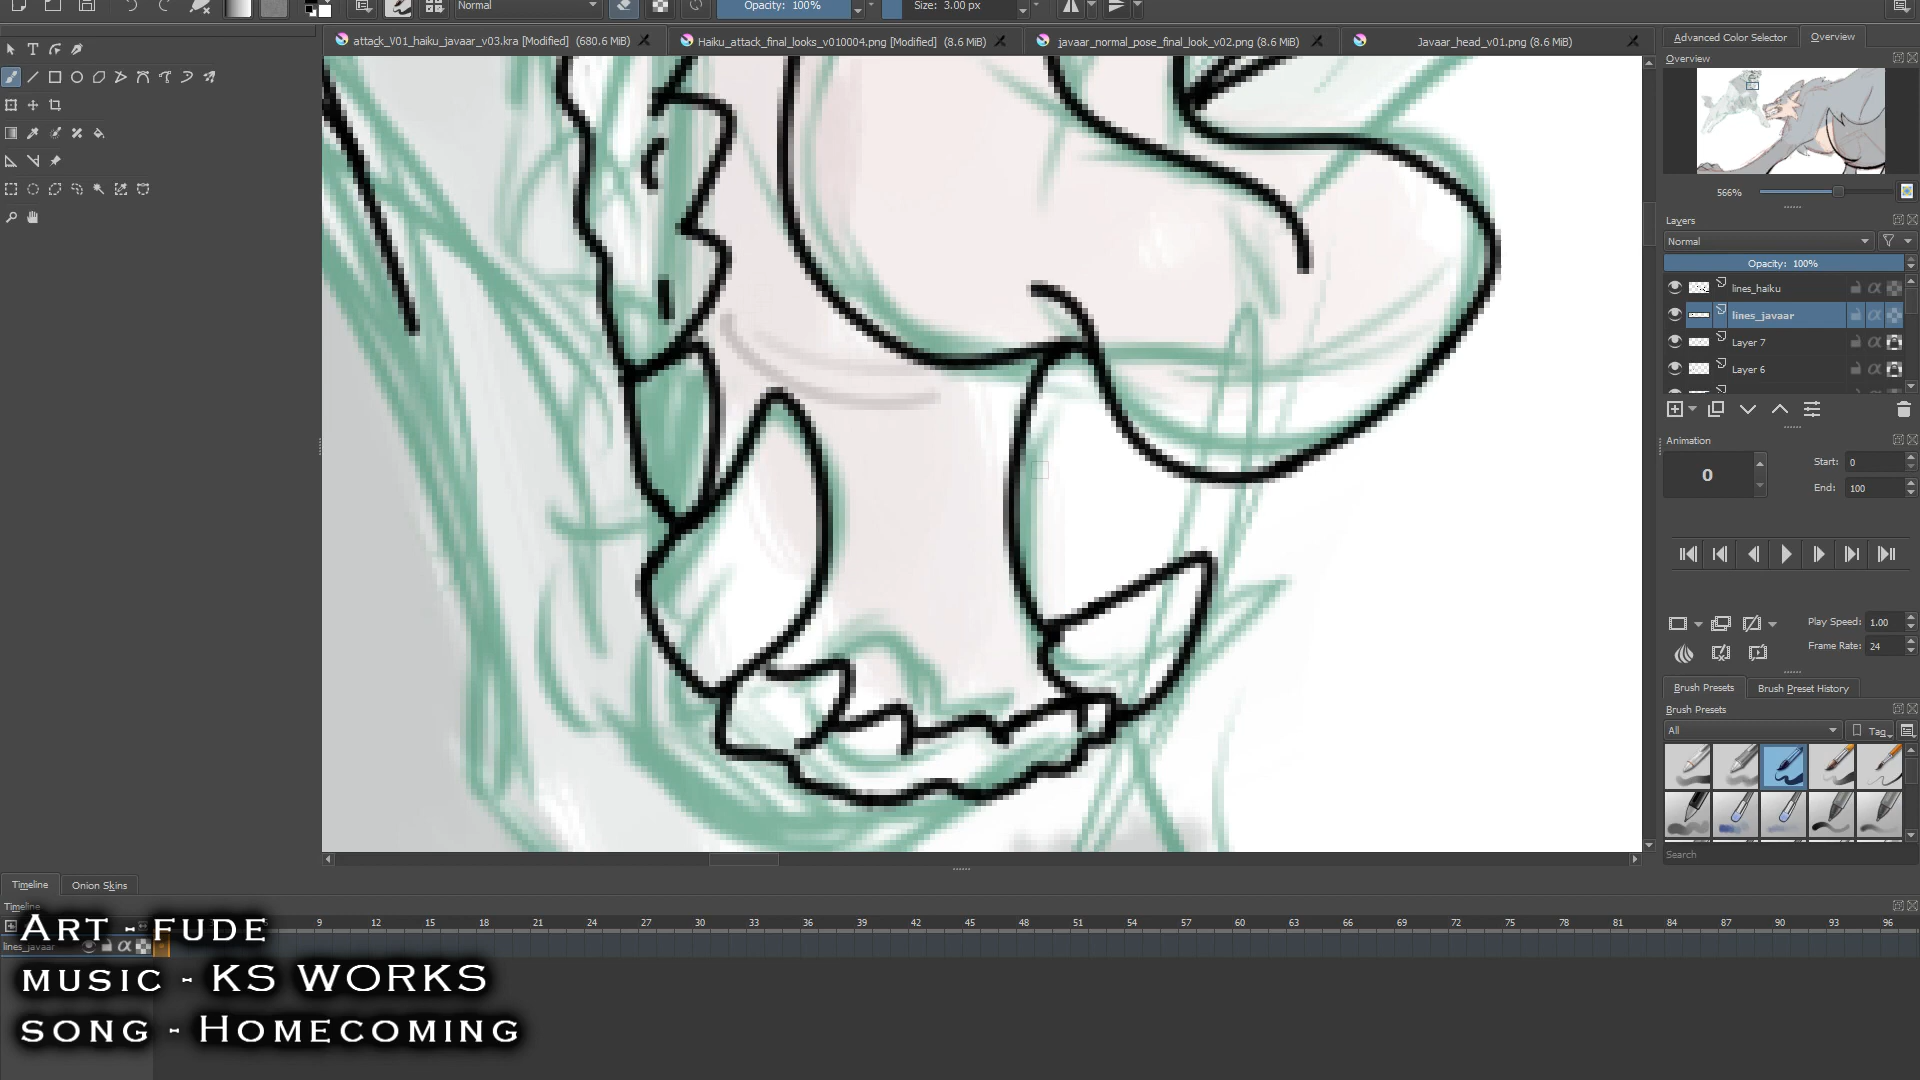 Normal
Opacity: 100%
Size: 3.00 px
attack_V01_haiku_javaar_v03.kra [Modified] (680.6 MiB)
Haiku_attack_final_looks_v010004.png [Modified] (8.6 MiB)
javaar_normal_pose_final_look_v02.png (8.6 MiB)
Javaar_head_v01.png (8.6 MiB)
Advanced Color Selector
Overview
Overview
566%
Layers
Normal
Opacity: 100%
lines_haiku
lines_javaar
Layer 7
Layer 6
Animation
0
Start: 0
End: 100
Play Speed: 1.00
Frame Rate: 24
Brush Presets
Brush Preset History
Brush Presets
All
Tag
Search
Timeline
Onion Skins
Timeline
9 12 15 18 21 24 27 30 33 36 39 42 45 48 51 54 57 60 63 66 69 72 75 78 81 84 87 90 93 96
lines_javaar
Art - fude
music - KS WORKS
song - Homecoming